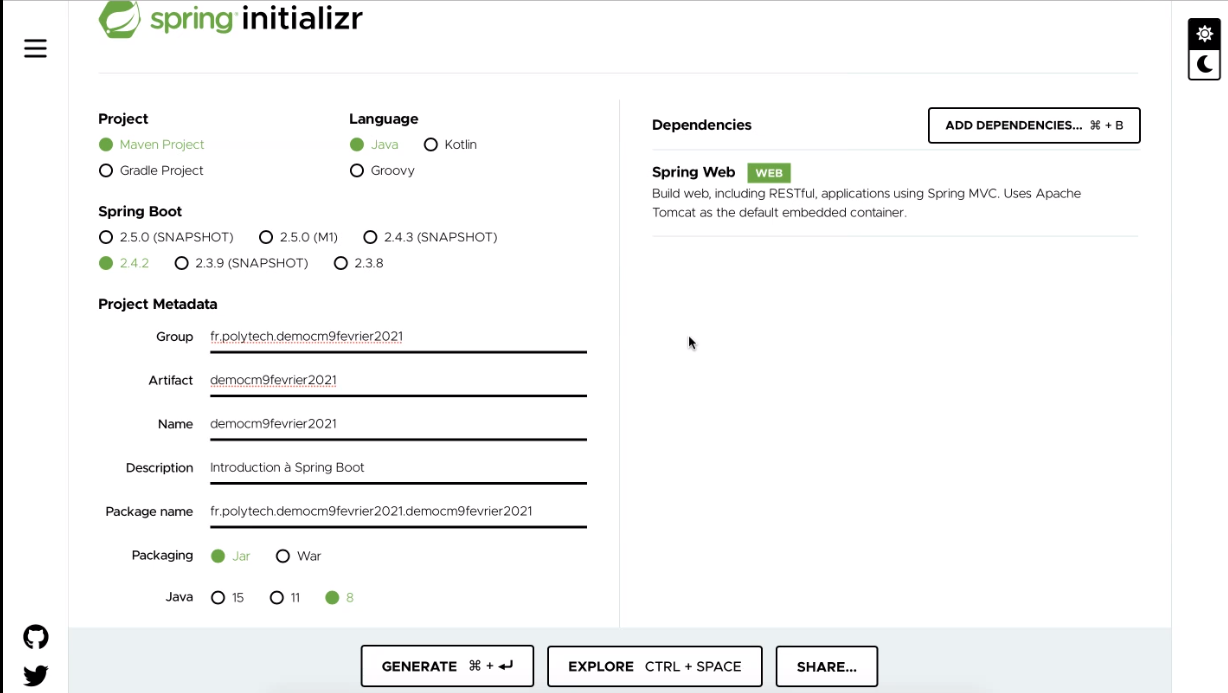 spring initializr
Project
Maven Project
Gradle Project
Language
Java Kotlin
Groovy
Spring Boot
2.5.0 (SNAPSHOT) 2.5.0 (M1) 2.4.3 (SNAPSHOT)
2.4.2 2.3.9 (SNAPSHOT) 2.3.8
Project Metadata
Group fr.polytech.democm9fevrier2021
Artifact democm9fevrier2021
Name democm9fevrier2021
Description Introduction à Spring Boot
Package name fr.polytech.democm9fevrier2021.democm9fevrier2021
Packaging Jar War
Java 15 11 8
Dependencies ADD DEPENDENCIES... ⌘ + B
Spring Web WEB
Build web, including RESTful, applications using Spring MVC. Uses Apache
Tomcat as the default embedded container.
GENERATE ⌘ + ↵ EXPLORE CTRL + SPACE SHARE...